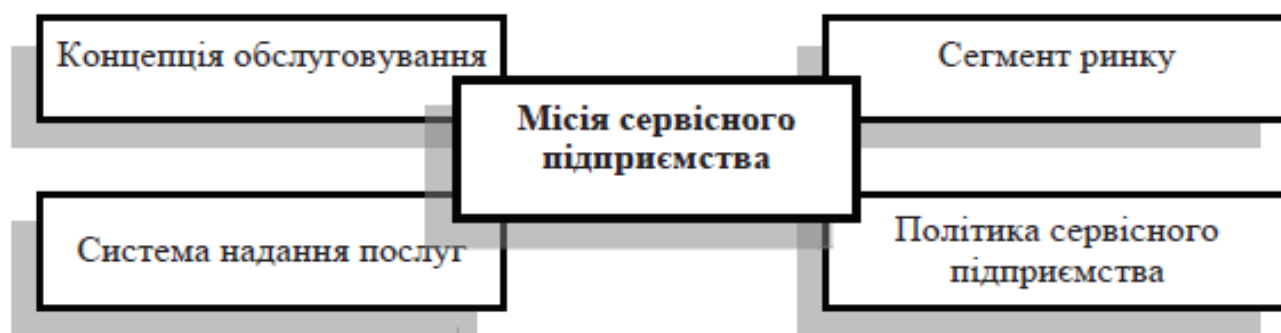 Концепція обслуговування
Сегмент ринку
Місія сервісного
підприємства
Система надання послуг
Політика сервісного
підприємства